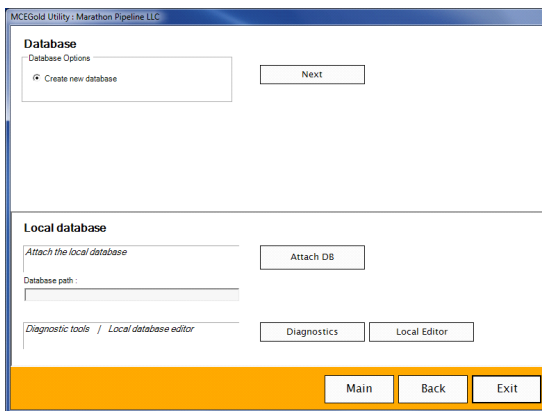 MCEGold Utility : Marathon Pipeline LLC
Database
Database Options
Create new database
Next
Local database
Attach the local database
Attach DB
Database path :
Diagnostic tools / Local database editor
Diagnostics
Local Editor
Main
Back
Exit